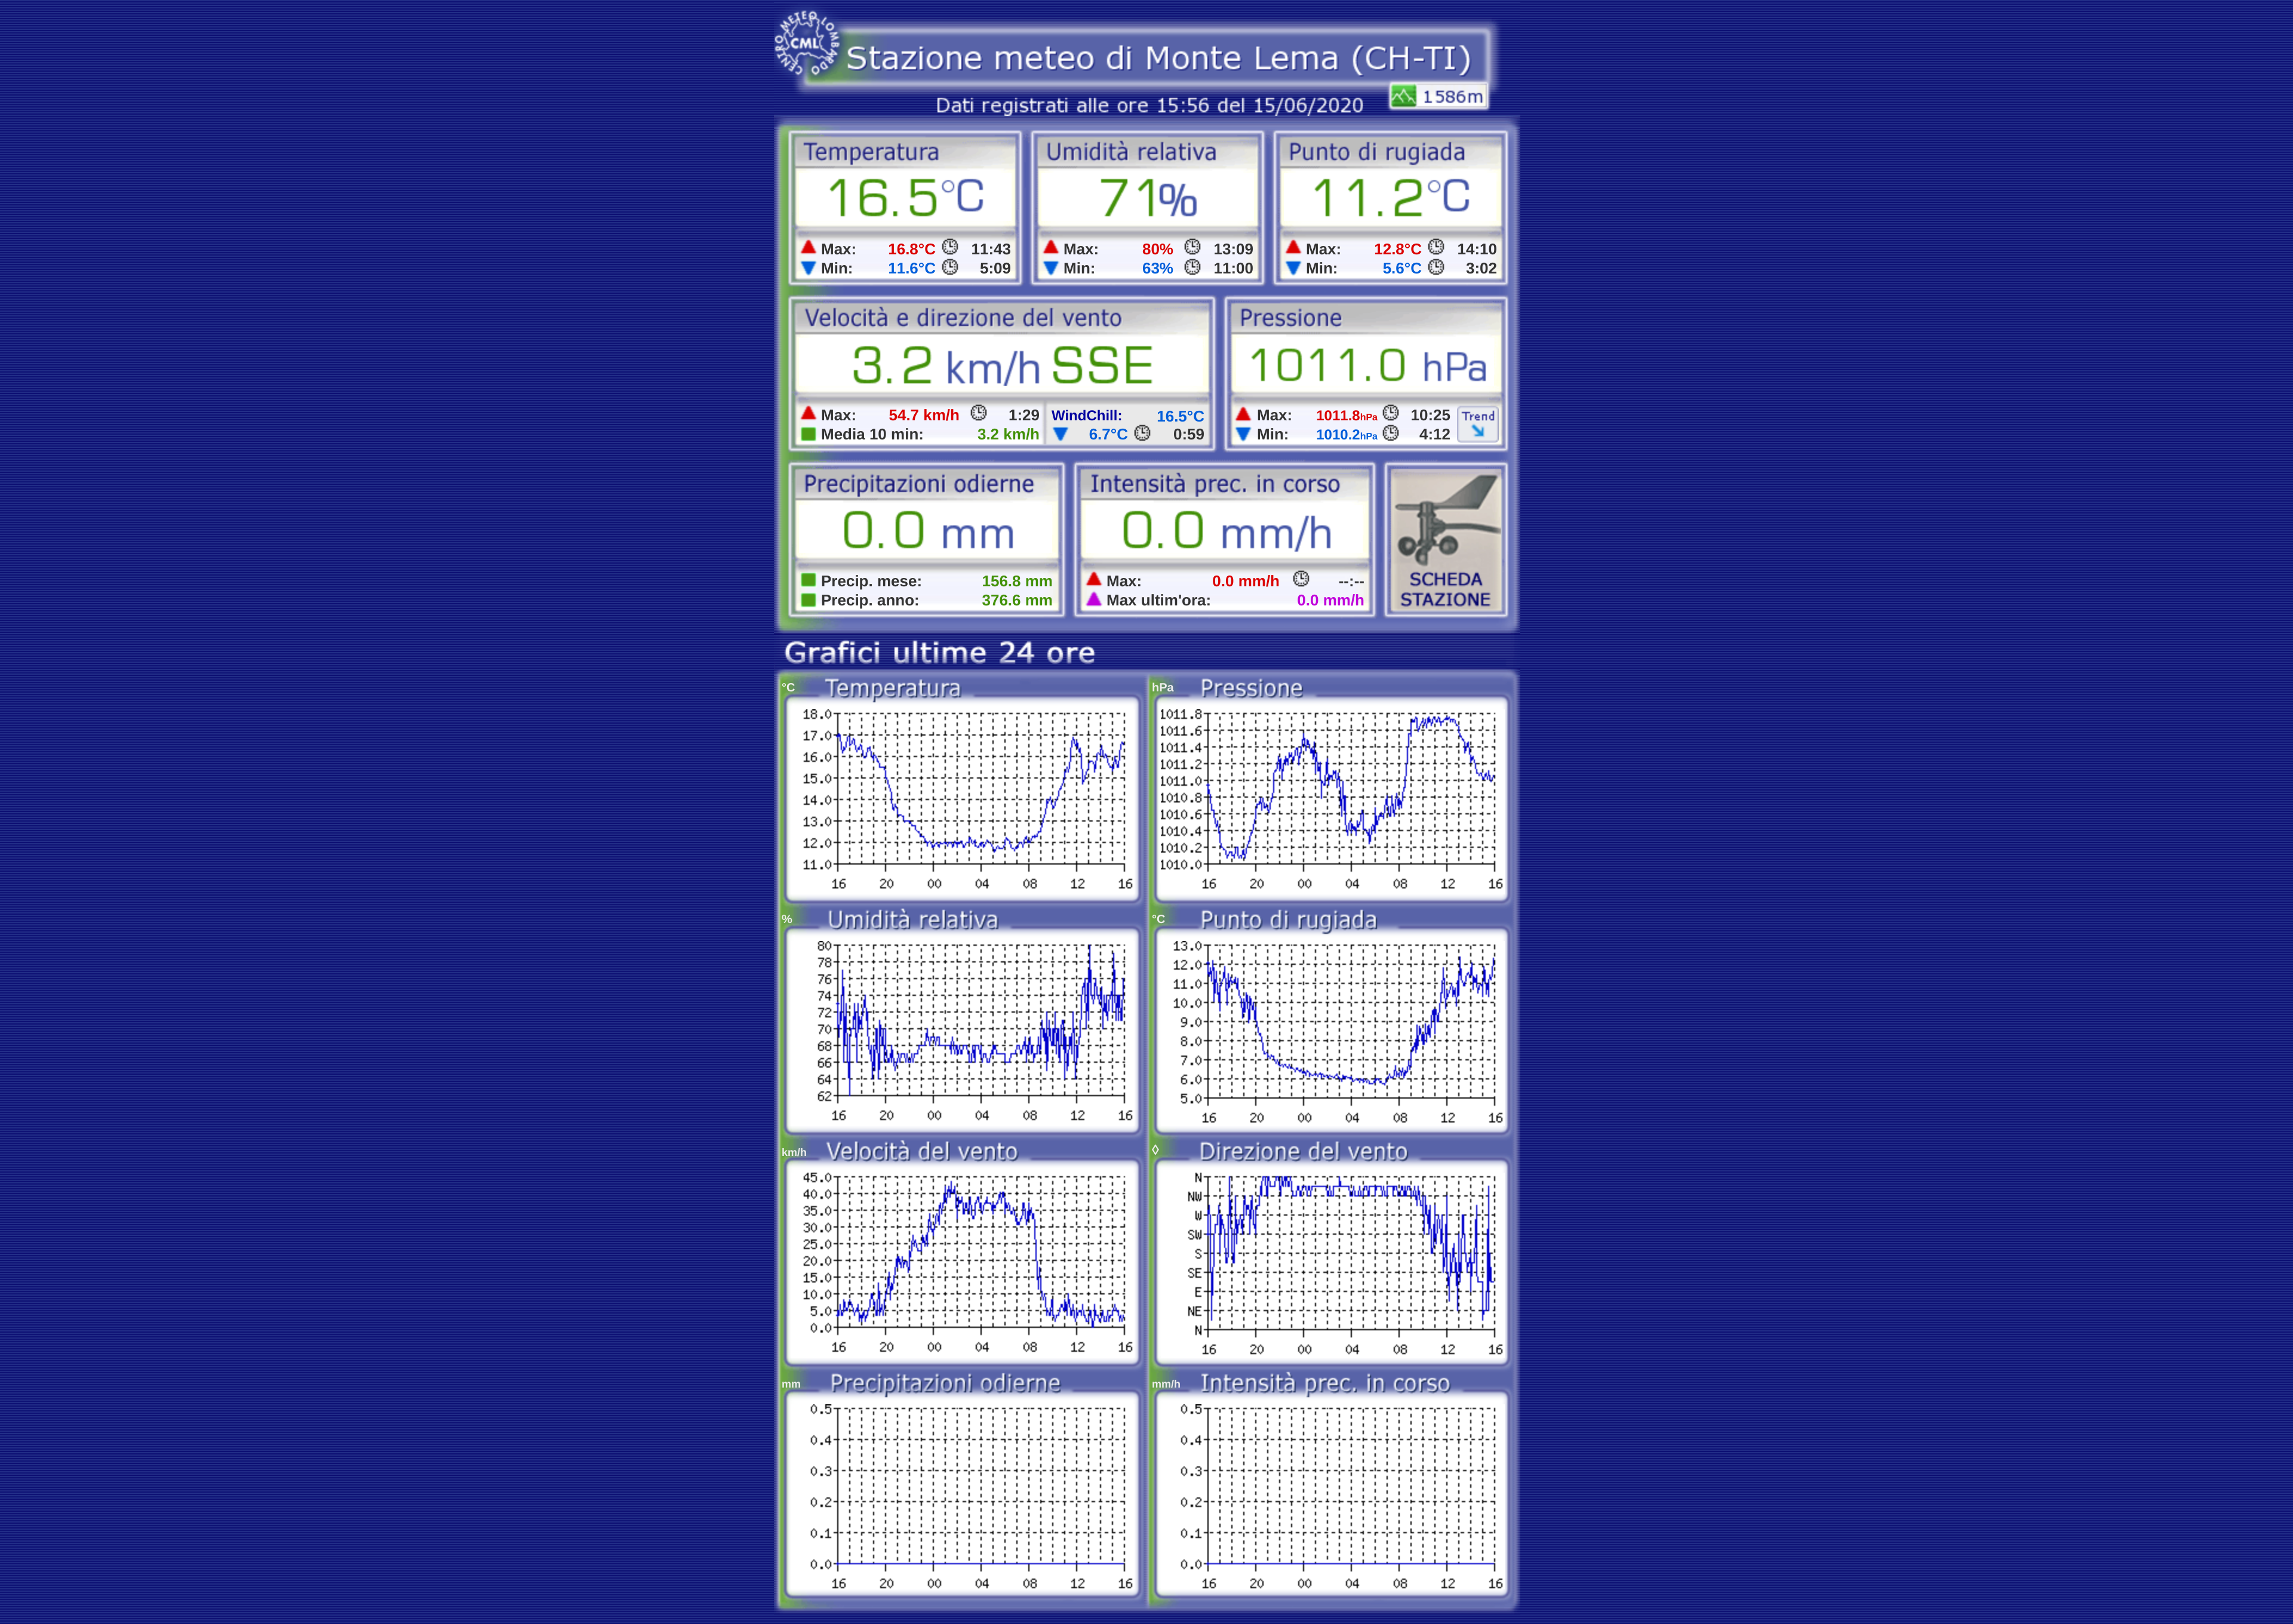 CENTRO METEO LOMBARDO
CML
Stazione meteo di Monte Lema (CH-TI)
1586m
Dati registrati alle ore 15:56 del 15/06/2020
Temperatura
16.5°C
Max: 16.8°C 11:43
Min: 11.6°C 5:09
Umidità relativa
71%
Max: 80% 13:09
Min: 63% 11:00
Punto di rugiada
11.2°C
Max: 12.8°C 14:10
Min: 5.6°C 3:02
Velocità e direzione del vento
3.2 km/h SSE
Max: 54.7 km/h 1:29
Media 10 min: 3.2 km/h
WindChill: 16.5°C
6.7°C 0:59
Pressione
1011.0 hPa
Max: 1011.8hPa 10:25
Min: 1010.2hPa 4:12
Trend
Precipitazioni odierne
0.0 mm
Precip. mese: 156.8 mm
Precip. anno: 376.6 mm
Intensità prec. in corso
0.0 mm/h
Max: 0.0 mm/h --:--
Max ultim'ora: 0.0 mm/h
SCHEDA
STAZIONE
Grafici ultime 24 ore
°C Temperatura
18.0
17.0
16.0
15.0
14.0
13.0
12.0
11.0
16 20 00 04 08 12 16
hPa Pressione
1011.8
1011.6
1011.4
1011.2
1011.0
1010.8
1010.6
1010.4
1010.2
1010.0
16 20 00 04 08 12 16
% Umidità relativa
80
78
76
74
72
70
68
66
64
62
16 20 00 04 08 12 16
°C Punto di rugiada
13.0
12.0
11.0
10.0
9.0
8.0
7.0
6.0
5.0
16 20 00 04 08 12 16
km/h Velocità del vento
45.0
40.0
35.0
30.0
25.0
20.0
15.0
10.0
5.0
0.0
16 20 00 04 08 12 16
◊ Direzione del vento
N
NW
W
SW
S
SE
E
NE
N
16 20 00 04 08 12 16
mm Precipitazioni odierne
0.5
0.4
0.3
0.2
0.1
0.0
16 20 00 04 08 12 16
mm/h Intensità prec. in corso
0.5
0.4
0.3
0.2
0.1
0.0
16 20 00 04 08 12 16